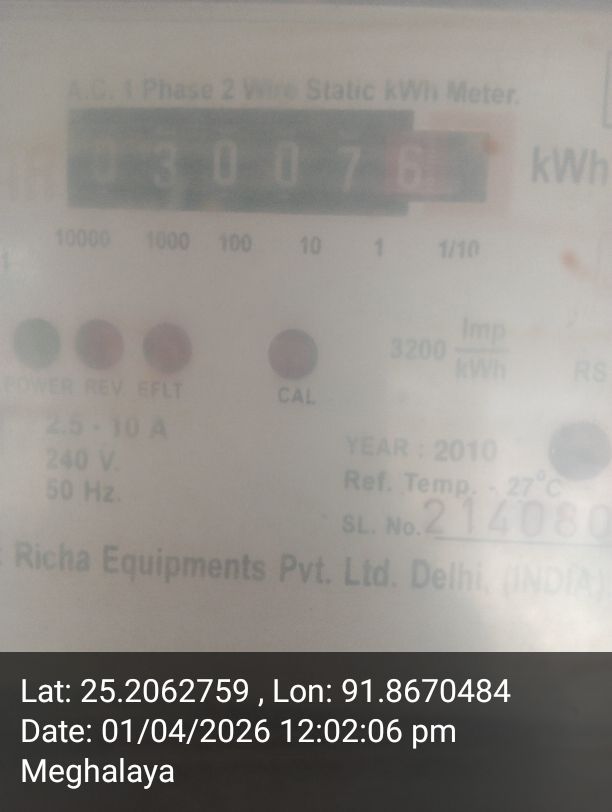 A.C. 1 Phase 2 Wire Static kWh Meter.
0 3 0 0 7 6 kWh
10000 1000 100 10 1 1/10
3200 Imp/kWh RS
POWER REV EFLT CAL
2.5 - 10 A
240 V.
50 Hz.
YEAR : 2010
Ref. Temp. - 27°C
SL. No. 214080
: Richa Equipments Pvt. Ltd. Delhi, (INDIA)
Lat: 25.2062759 , Lon: 91.8670484
Date: 01/04/2026 12:02:06 pm
Meghalaya